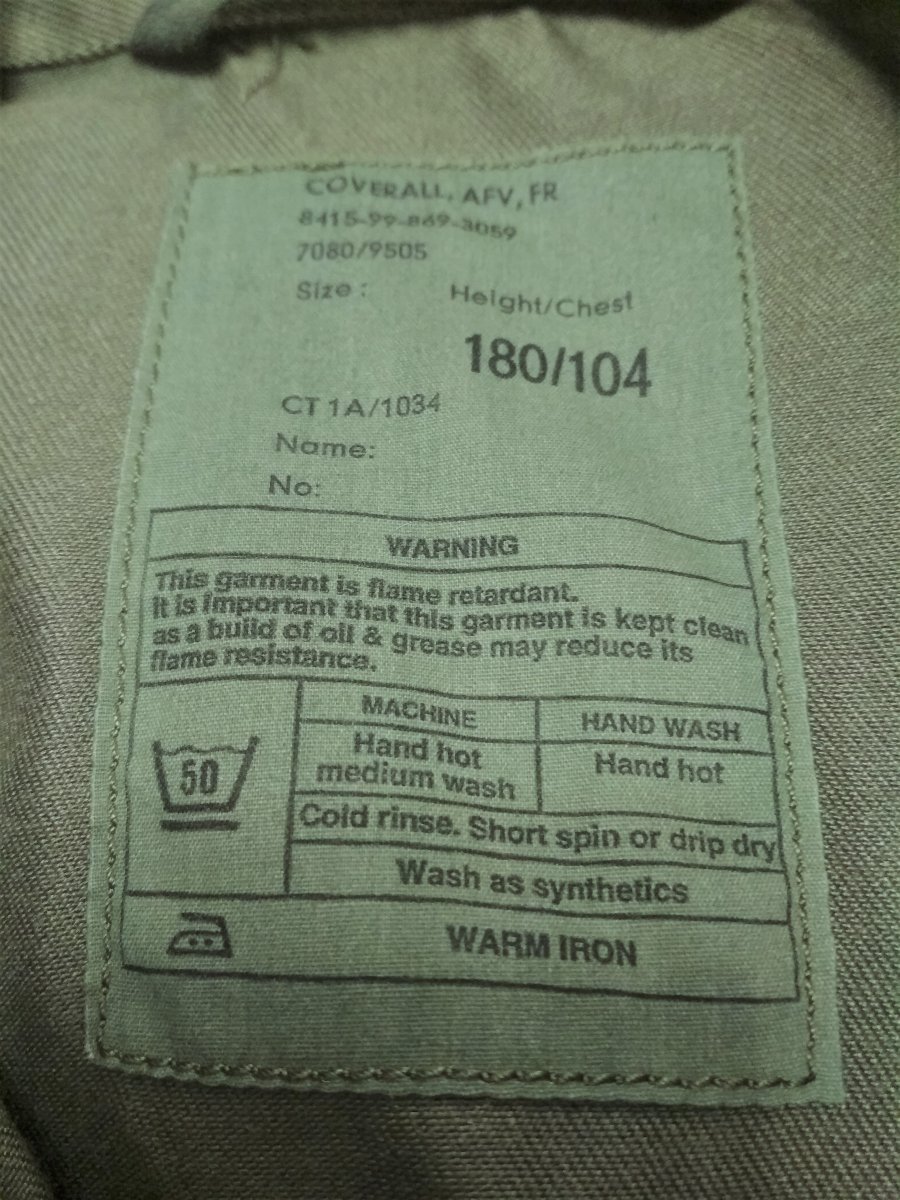 COVERALL, AFV, FR
8415-99-869-3059
7080/9505
Size: Height/Chest
180/104
CT 1A/1034
Name:
No:
WARNING
This garment is flame retardant.
It is important that this garment is kept clean
as a build of oil & grease may reduce its
flame resistance.
MACHINE HAND WASH
Hand hot
medium wash
Hand hot
50
Cold rinse. Short spin or drip dry
Wash as synthetics
WARM IRON